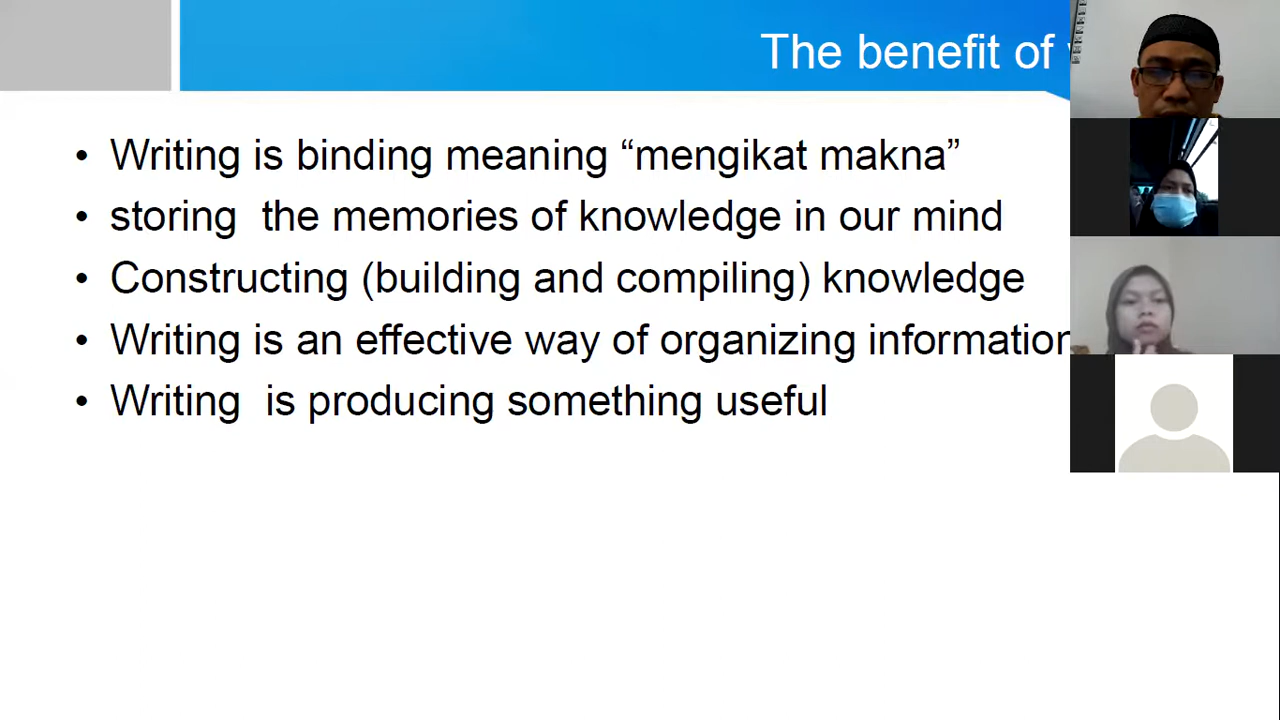 The benefit of
• Writing is binding meaning “mengikat makna”
• storing  the memories of knowledge in our mind
• Constructing (building and compiling) knowledge
• Writing is an effective way of organizing information
• Writing  is producing something useful